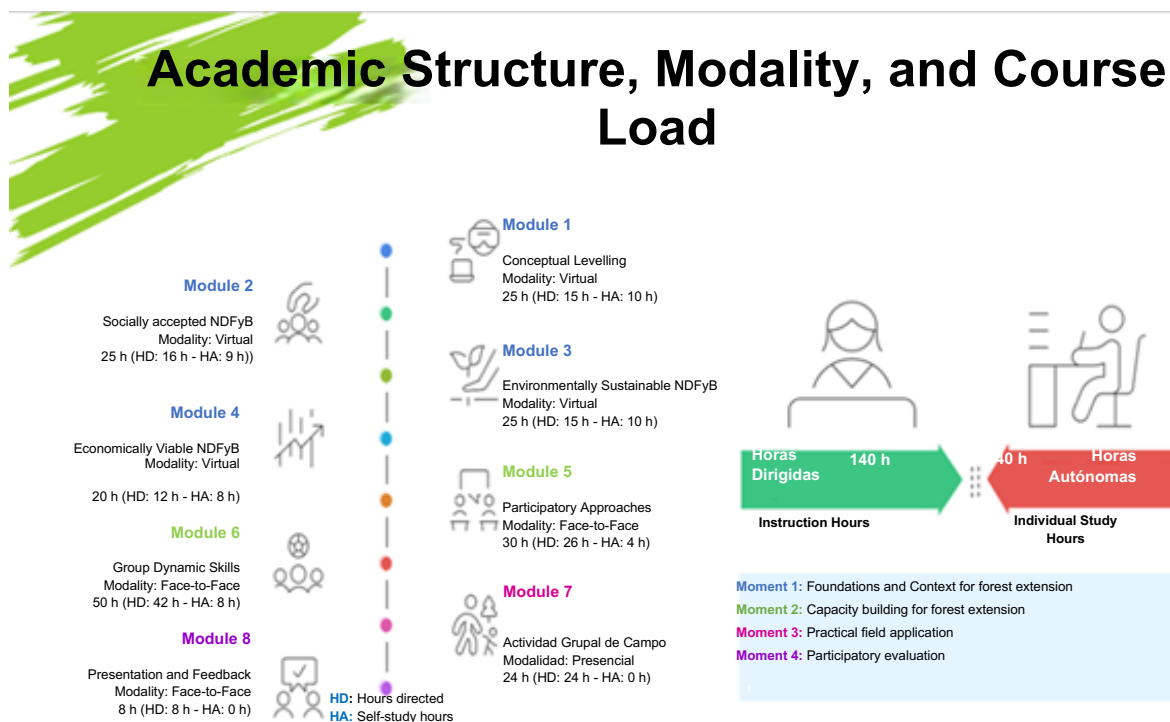 Academic Structure, Modality, and Course
Load
Module 1
Conceptual Levelling
Modality: Virtual
25 h (HD: 15 h - HA: 10 h)
Module 2
Socially accepted NDFyB
Modality: Virtual
25 h (HD: 16 h - HA: 9 h))
Module 3
Environmentally Sustainable NDFyB
Modality: Virtual
25 h (HD: 15 h - HA: 10 h)
Module 4
Economically Viable NDFyB
Modality: Virtual
20 h (HD: 12 h - HA: 8 h)
Module 5
Participatory Approaches
Modality: Face-to-Face
30 h (HD: 26 h - HA: 4 h)
Module 6
Group Dynamic Skills
Modality: Face-to-Face
50 h (HD: 42 h - HA: 8 h)
Module 7
Actividad Grupal de Campo
Modalidad: Presencial
24 h (HD: 24 h - HA: 0 h)
Module 8
Presentation and Feedback
Modality: Face-to-Face
8 h (HD: 8 h - HA: 0 h)
HD: Hours directed
HA: Self-study hours
Horas
Dirigidas
140 h
40 h
Horas
Autónomas
Instruction Hours
Individual Study
Hours
Moment 1: Foundations and Context for forest extension
Moment 2: Capacity building for forest extension
Moment 3: Practical field application
Moment 4: Participatory evaluation